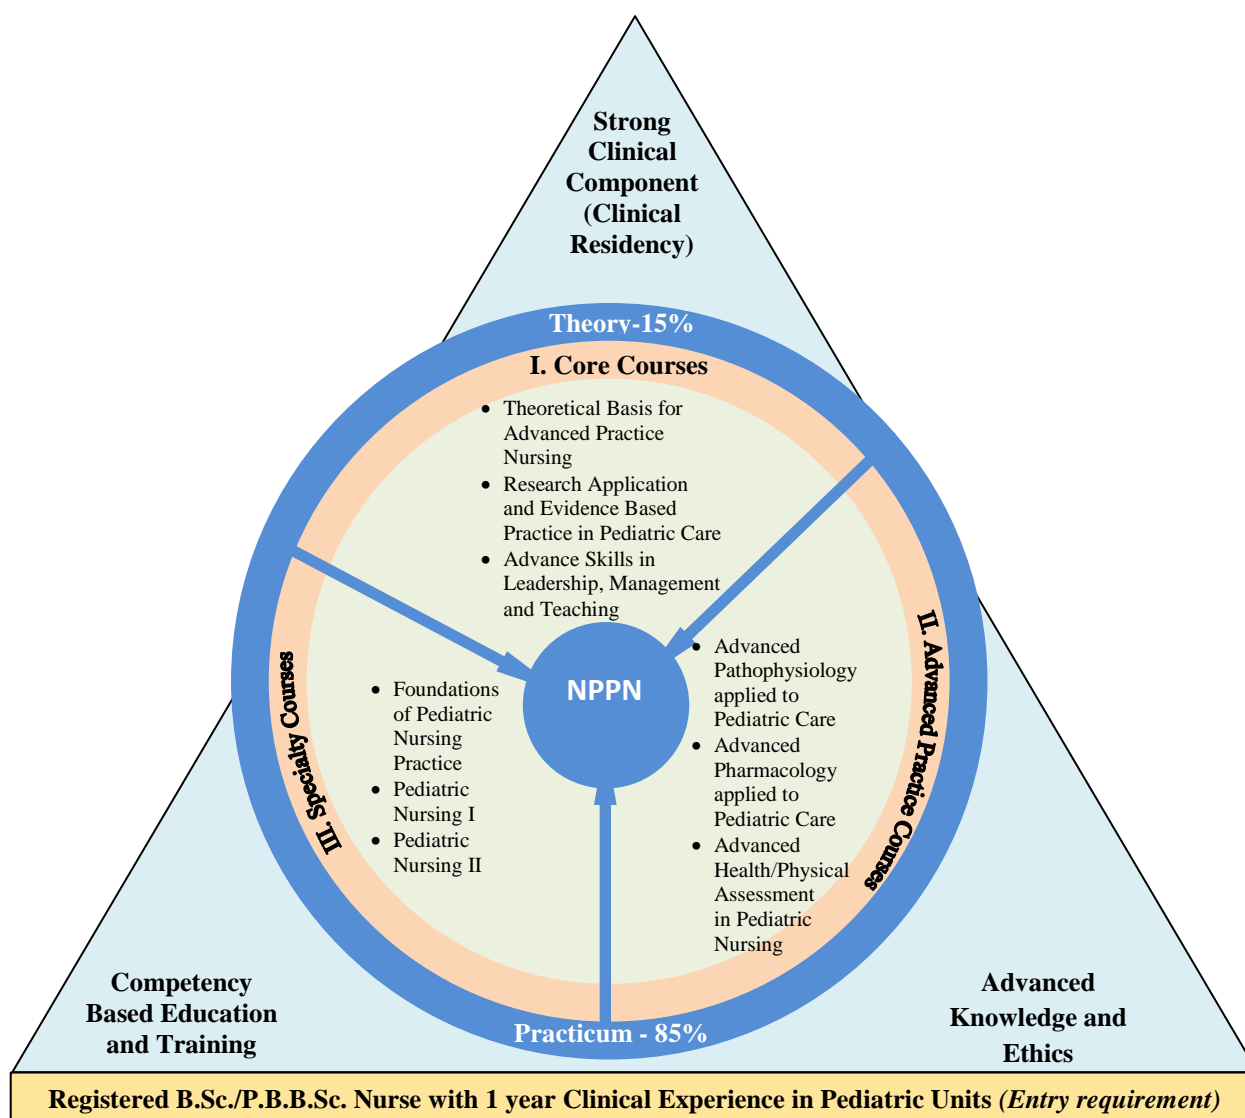 Strong
Clinical
Component
(Clinical
Residency)
Theory-15%
I. Core Courses
• Theoretical Basis for
Advanced Practice
Nursing
• Research Application
and Evidence Based
Practice in Pediatric Care
• Advance Skills in
Leadership, Management
and Teaching
NPPN
II. Advanced Practice Courses
• Advanced
Pathophysiology
applied to
Pediatric Care
• Advanced
Pharmacology
applied to
Pediatric Care
• Advanced
Health/Physical
Assessment
in Pediatric
Nursing
III. Specialty Courses
• Foundations
of Pediatric
Nursing
Practice
• Pediatric
Nursing I
• Pediatric
Nursing II
Practicum - 85%
Competency
Based Education
and Training
Advanced
Knowledge and
Ethics
Registered B.Sc./P.B.B.Sc. Nurse with 1 year Clinical Experience in Pediatric Units (Entry requirement)